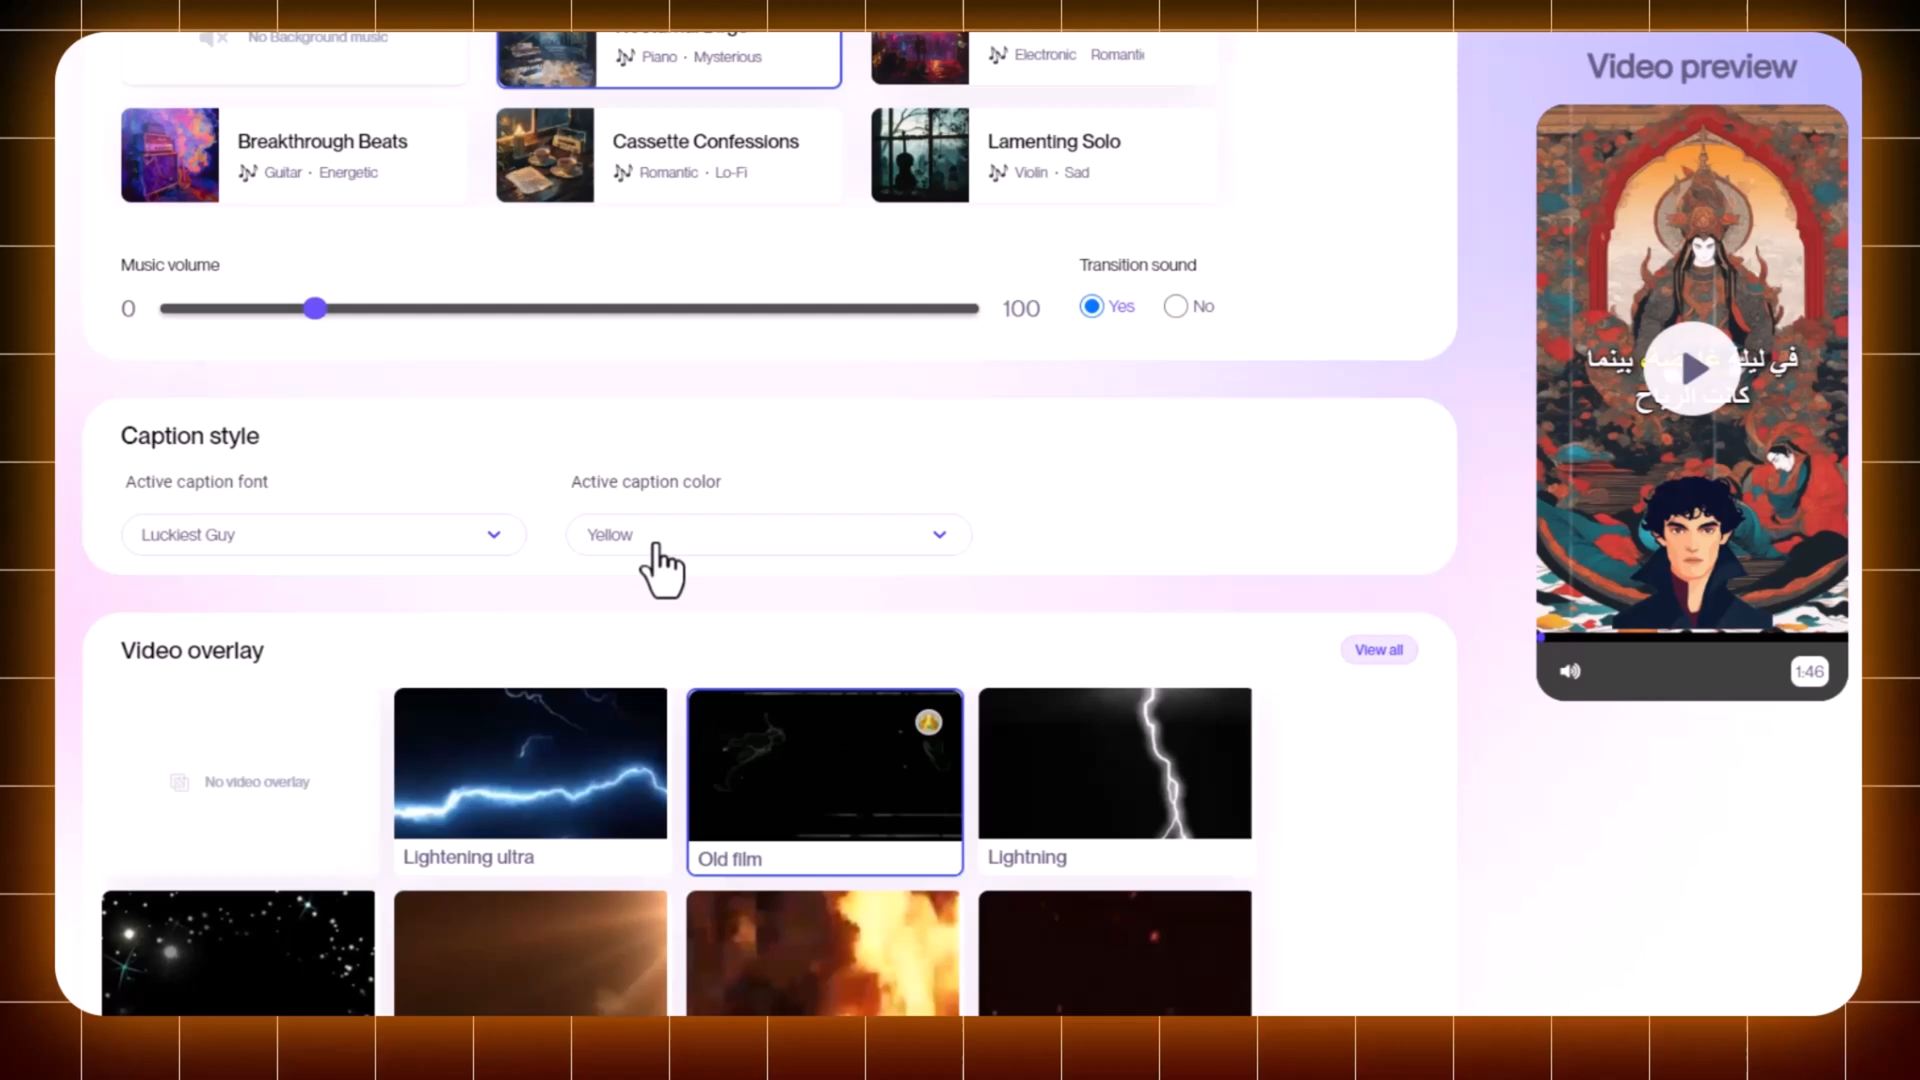 No Background music
Piano · Mysterious
Electronic Romantic
Breakthrough Beats
Guitar · Energetic
Cassette Confessions
Romantic · Lo-Fi
Lamenting Solo
Violin · Sad
Music volume
0
100
Transition sound
Yes
No
Caption style
Active caption font
Active caption color
Luckiest Guy
Yellow
Video overlay
View all
No video overlay
Lightening ultra
Old film
Lightning
Video preview
في ليلة بينما
كانت الرياح
1:46